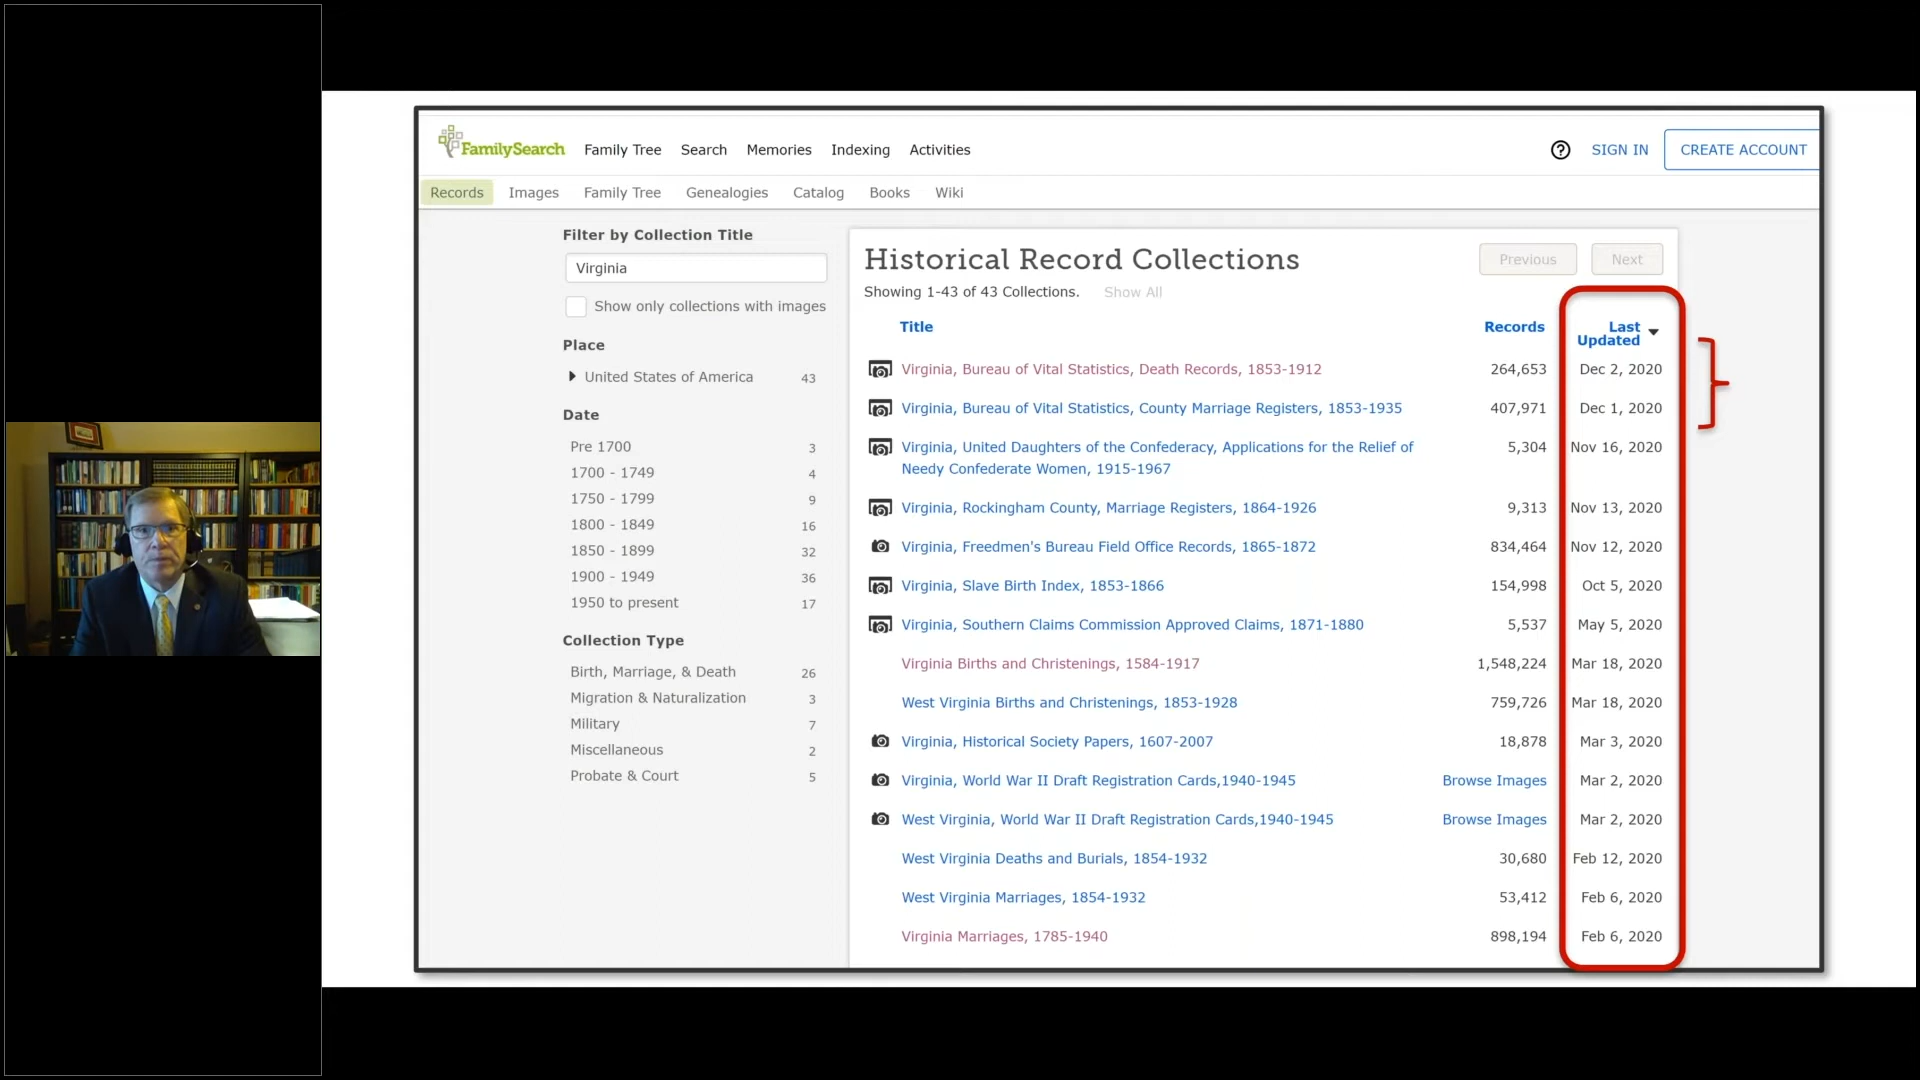 FamilySearch Family Tree Search Memories Indexing Activities ? SIGN IN CREATE ACCOUNT
Records Images Family Tree Genealogies Catalog Books Wiki
Filter by Collection Title
Virginia
Show only collections with images
Place
United States of America 43
Date
Pre 1700 3
1700 - 1749 4
1750 - 1799 9
1800 - 1849 16
1850 - 1899 32
1900 - 1949 36
1950 to present 17
Collection Type
Birth, Marriage, & Death 26
Migration & Naturalization 3
Military 7
Miscellaneous 2
Probate & Court 5
Historical Record Collections Previous Next
Showing 1-43 of 43 Collections. Show All
Title Records Last
Updated
Virginia, Bureau of Vital Statistics, Death Records, 1853-1912 264,653 Dec 2, 2020
Virginia, Bureau of Vital Statistics, County Marriage Registers, 1853-1935 407,971 Dec 1, 2020
Virginia, United Daughters of the Confederacy, Applications for the Relief of 5,304 Nov 16, 2020
Needy Confederate Women, 1915-1967
Virginia, Rockingham County, Marriage Registers, 1864-1926 9,313 Nov 13, 2020
Virginia, Freedmen's Bureau Field Office Records, 1865-1872 834,464 Nov 12, 2020
Virginia, Slave Birth Index, 1853-1866 154,998 Oct 5, 2020
Virginia, Southern Claims Commission Approved Claims, 1871-1880 5,537 May 5, 2020
Virginia Births and Christenings, 1584-1917 1,548,224 Mar 18, 2020
West Virginia Births and Christenings, 1853-1928 759,726 Mar 18, 2020
Virginia, Historical Society Papers, 1607-2007 18,878 Mar 3, 2020
Virginia, World War II Draft Registration Cards,1940-1945 Browse Images Mar 2, 2020
West Virginia, World War II Draft Registration Cards,1940-1945 Browse Images Mar 2, 2020
West Virginia Deaths and Burials, 1854-1932 30,680 Feb 12, 2020
West Virginia Marriages, 1854-1932 53,412 Feb 6, 2020
Virginia Marriages, 1785-1940 898,194 Feb 6, 2020